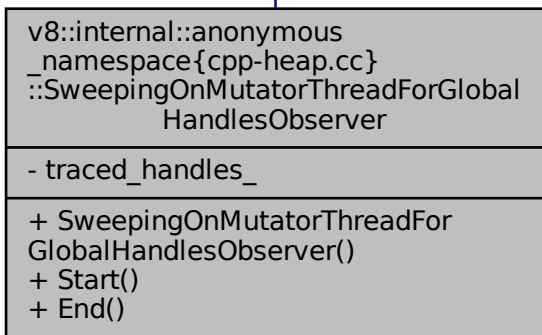 v8::internal::anonymous
_namespace{cpp-heap.cc}
::SweepingOnMutatorThreadForGlobal
HandlesObserver
- traced_handles_
+ SweepingOnMutatorThreadFor
GlobalHandlesObserver()
+ Start()
+ End()